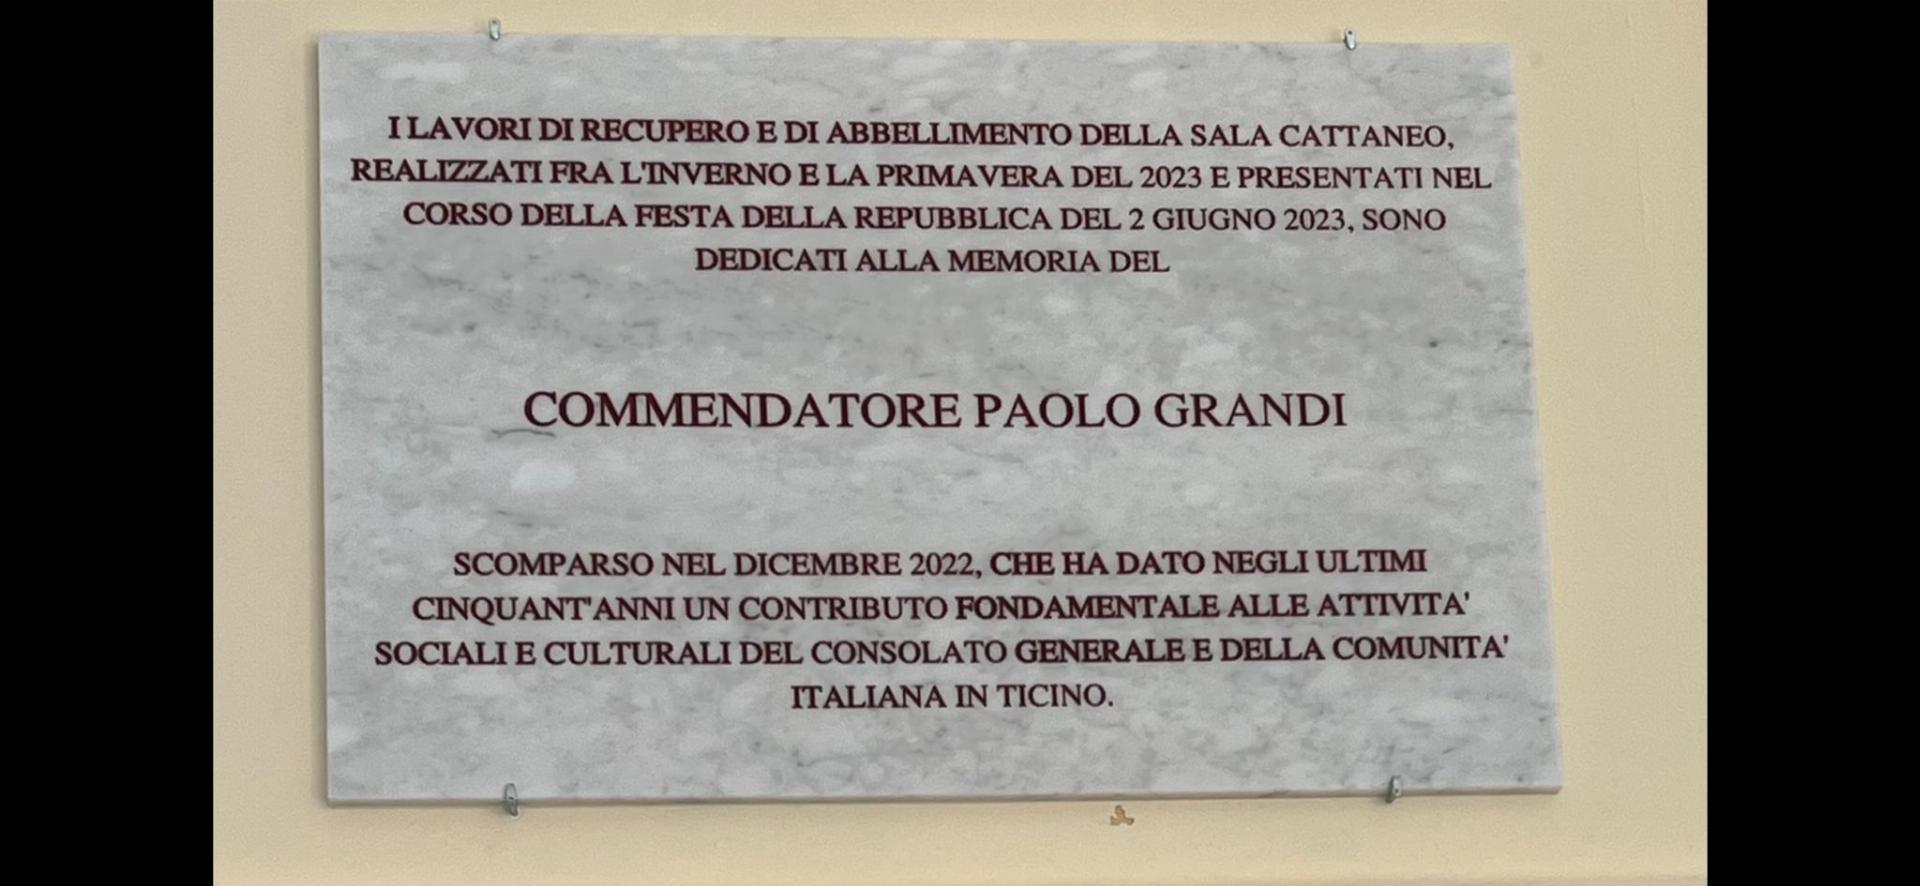 I LAVORI DI RECUPERO E DI ABBELLIMENTO DELLA SALA CATTANEO,
REALIZZATI FRA L'INVERNO E LA PRIMAVERA DEL 2023 E PRESENTATI NEL
CORSO DELLA FESTA DELLA REPUBBLICA DEL 2 GIUGNO 2023, SONO
DEDICATI ALLA MEMORIA DEL
COMMENDATORE PAOLO GRANDI
SCOMPARSO NEL DICEMBRE 2022, CHE HA DATO NEGLI ULTIMI
CINQUANT'ANNI UN CONTRIBUTO FONDAMENTALE ALLE ATTIVITA'
SOCIALI E CULTURALI DEL CONSOLATO GENERALE E DELLA COMUNITA'
ITALIANA IN TICINO.